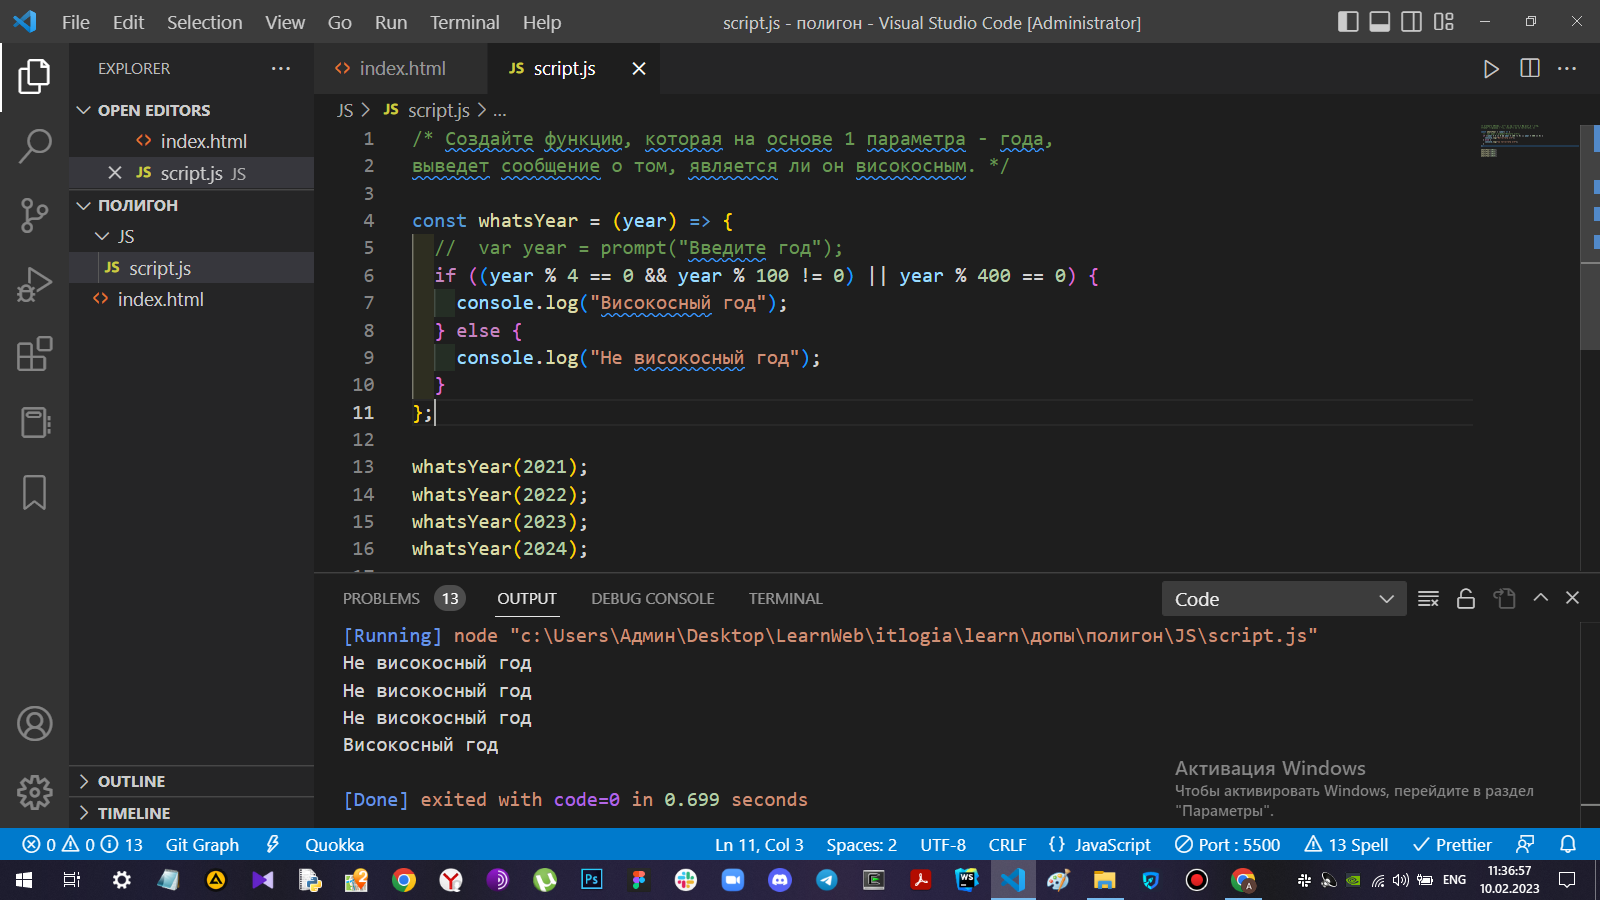 File Edit Selection View Go Run Terminal Help
script.js - полигон - Visual Studio Code [Administrator]
EXPLORER
OPEN EDITORS
index.html
JS script.js JS
ПОЛИГОН
JS
JS script.js
index.html
OUTLINE
TIMELINE
index.html
JS script.js
JS > JS script.js > ...
1 /* Создайте функцию, которая на основе 1 параметра - года,
2 выведет сообщение о том, является ли он високосным. */
3
4 const whatsYear = (year) => {
5 // var year = prompt("Введите год");
6 if ((year % 4 == 0 && year % 100 != 0) || year % 400 == 0) {
7 console.log("Високосный год");
8 } else {
9 console.log("Не високосный год");
10 }
11 };
12
13 whatsYear(2021);
14 whatsYear(2022);
15 whatsYear(2023);
16 whatsYear(2024);
PROBLEMS 13 OUTPUT DEBUG CONSOLE TERMINAL
Code
[Running] node "c:\Users\Админ\Desktop\LearnWeb\itlogia\learn\допы\полигон\JS\script.js"
Не високосный год
Не високосный год
Не високосный год
Високосный год
[Done] exited with code=0 in 0.699 seconds
Активация Windows
Чтобы активировать Windows, перейдите в раздел
"Параметры".
0 0 13 Git Graph Quokka
Ln 11, Col 3 Spaces: 2 UTF-8 CRLF {} JavaScript Port : 5500 13 Spell Prettier
Ps
WS
ENG
11:36:57
10.02.2023